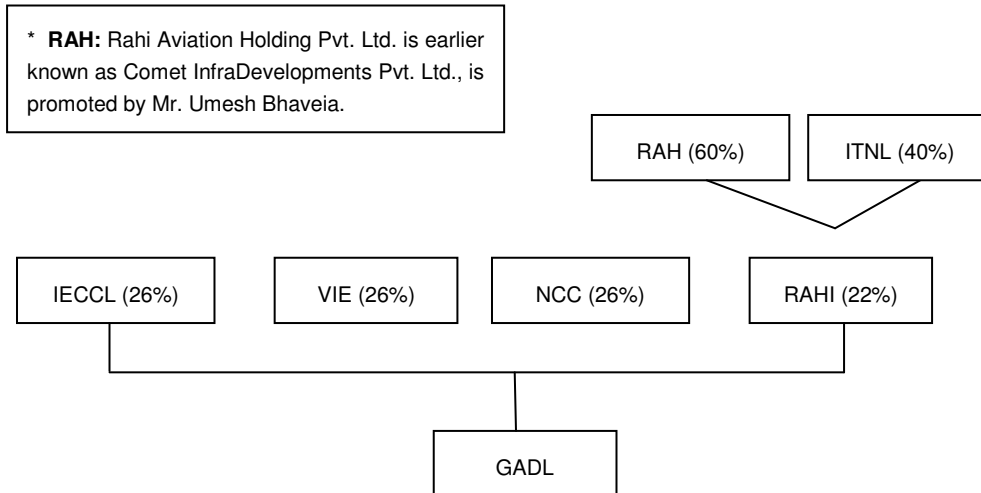 * RAH: Rahi Aviation Holding Pvt. Ltd. is earlier
known as Comet InfraDevelopments Pvt. Ltd., is
promoted by Mr. Umesh Bhaveia.
RAH (60%) ITNL (40%)
IECCL (26%) VIE (26%) NCC (26%) RAHI (22%)
GADL